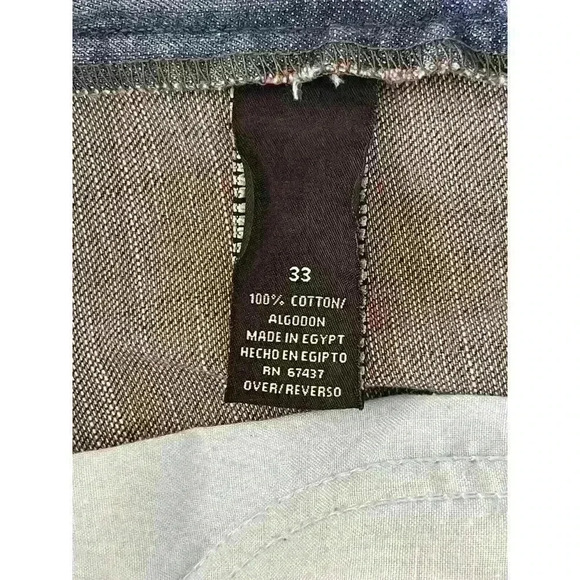 33
100% COTTON/
ALGODON
MADE IN EGYPT
HECHO EN EGIPTO
RN 67437
OVER/REVERSO